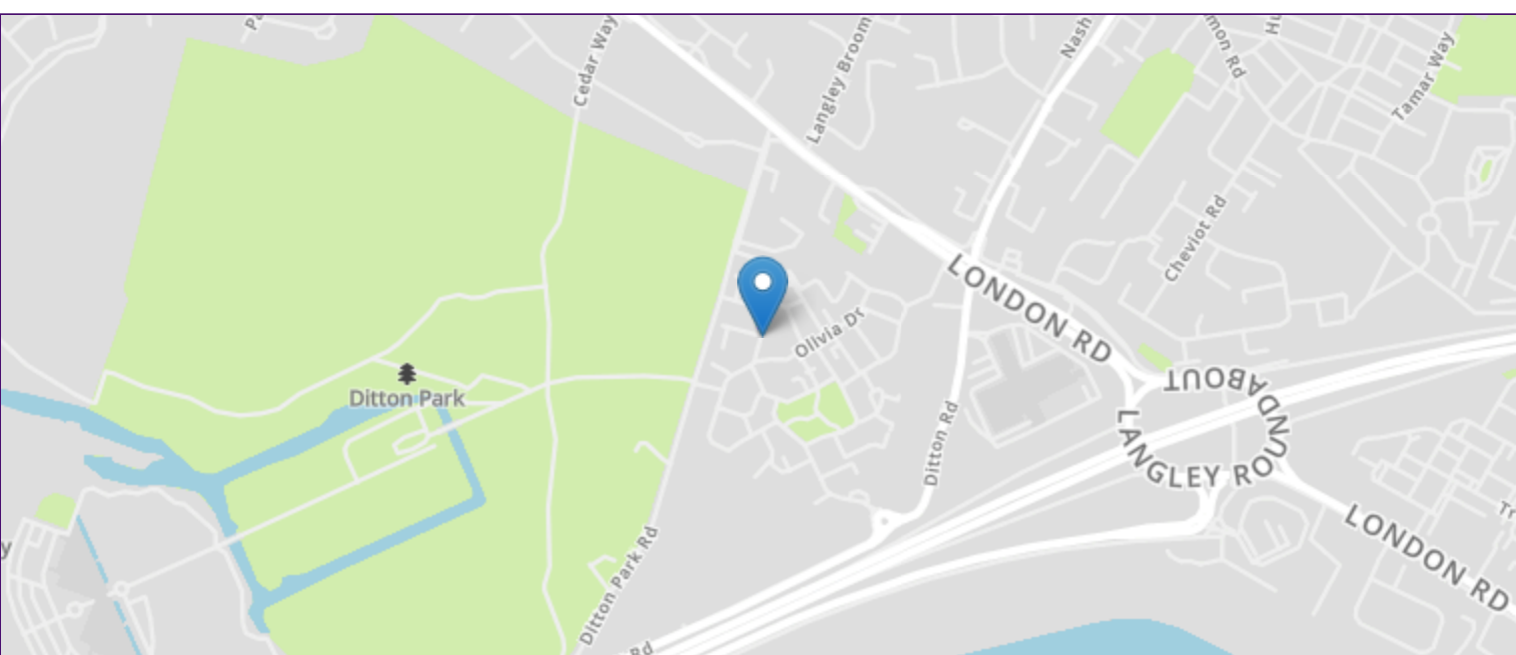 Cedar Way
Langley Broom
Nash
Tamar Way
Cheviot Rd
LONDON RD
Olivia Dr
LANGLEY ROUNDABOUT
Ditton Park
Ditton Rd
LONDON RD
Ditton Park Rd
Rd